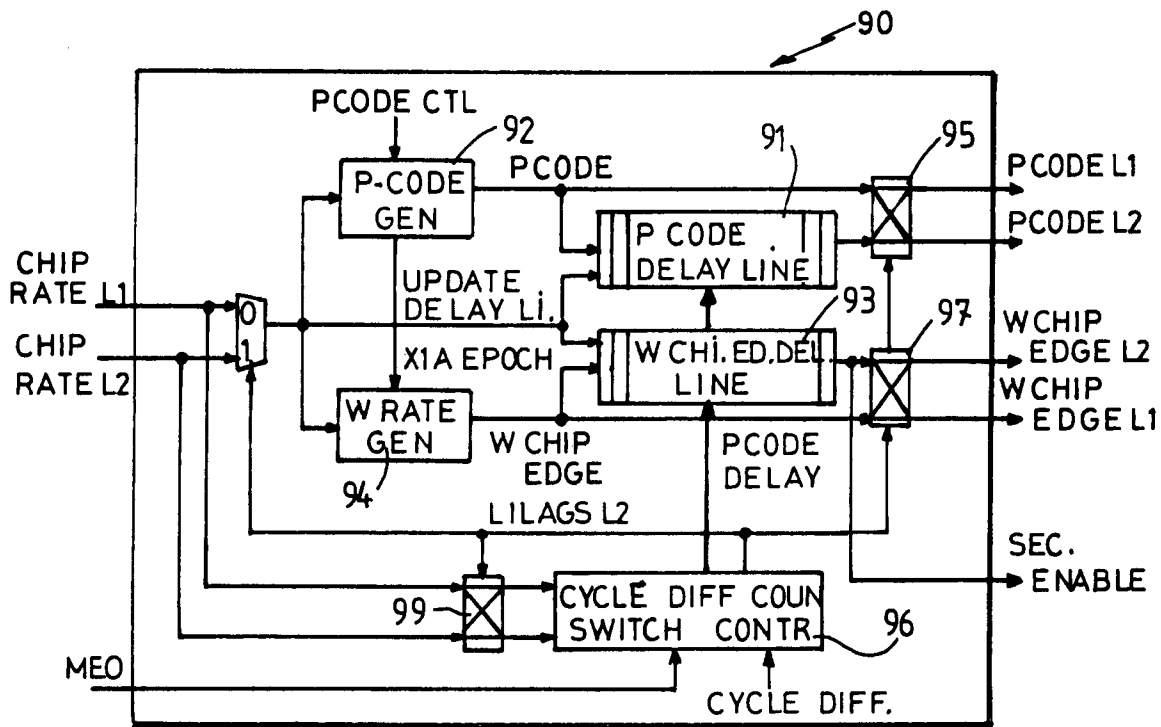 90
PCODE CTL
92
PCODE
91
95
P-CODE
GEN
PCODE L1
PCODE L2
P CODE
DELAY LINE
CHIP
RATE L1
0
1
UPDATE
DELAY Li.
93
97
CHIP
RATE L2
X1A EPOCH
W CHi.ED.DEL.
LINE
W CHIP
EDGE L2
W CHIP
EDGE L1
W RATE
GEN
94
W CHIP
EDGE
PCODE
DELAY
L1LAGS L2
SEC.
ENABLE
99
CYCLE DIFF COUN
SWITCH CONTR.
96
MEO
CYCLE DIFF.